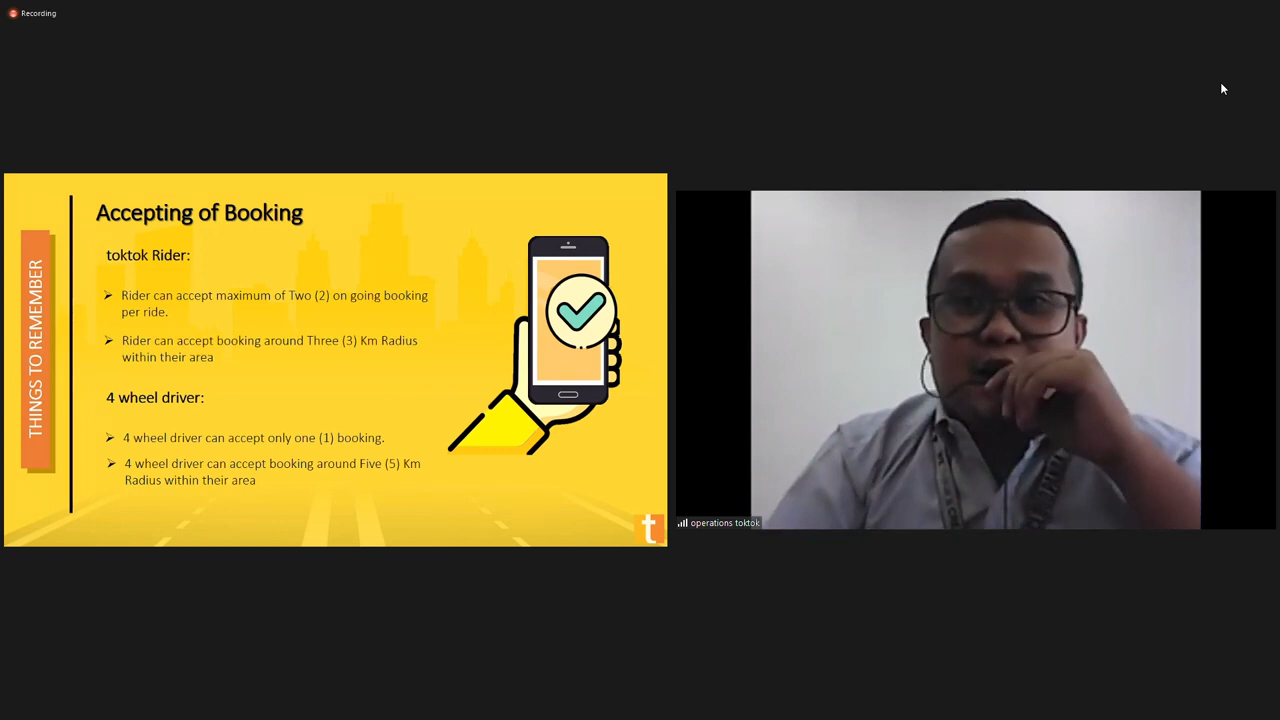 Recording
Accepting of Booking
THINGS TO REMEMBER
toktok Rider:
➢ Rider can accept maximum of Two (2) on going booking
per ride.
➢ Rider can accept booking around Three (3) Km Radius
within their area
4 wheel driver:
➢ 4 wheel driver can accept only one (1) booking.
➢ 4 wheel driver can accept booking around Five (5) Km
Radius within their area
t
operations toktok